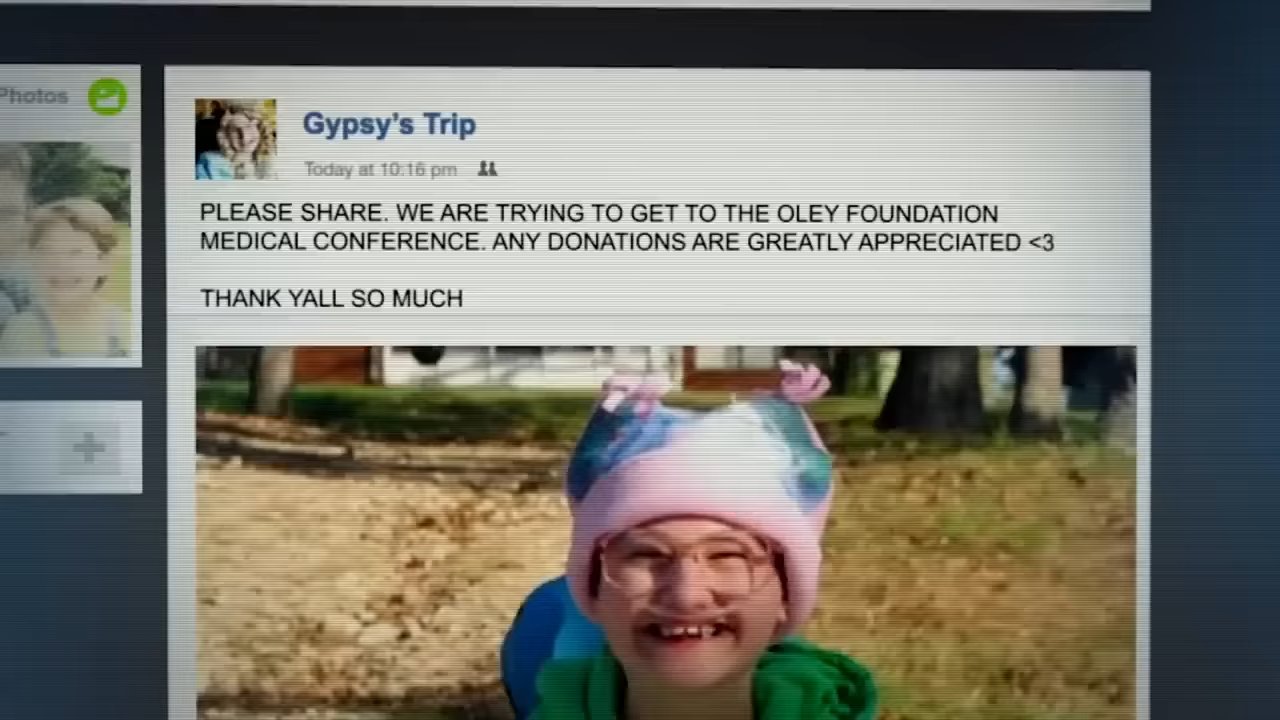 Photos
Gypsy's Trip
Today at 10:16 pm
PLEASE SHARE. WE ARE TRYING TO GET TO THE OLEY FOUNDATION
MEDICAL CONFERENCE. ANY DONATIONS ARE GREATLY APPRECIATED <3
THANK YALL SO MUCH